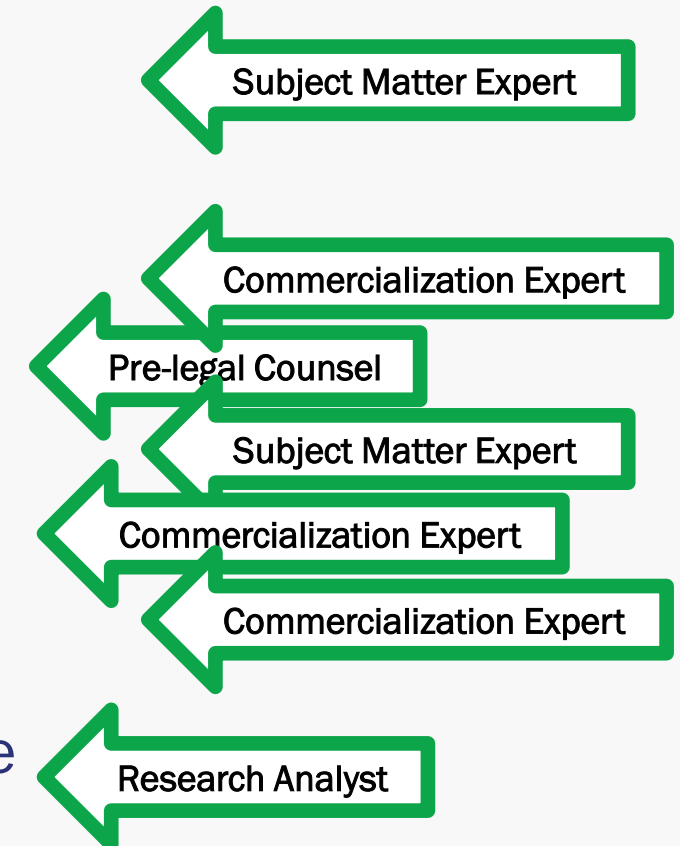 Subject Matter Expert
Commercialization Expert
Pre-legal Counsel
Subject Matter Expert
Commercialization Expert
Commercialization Expert
e
Research Analyst